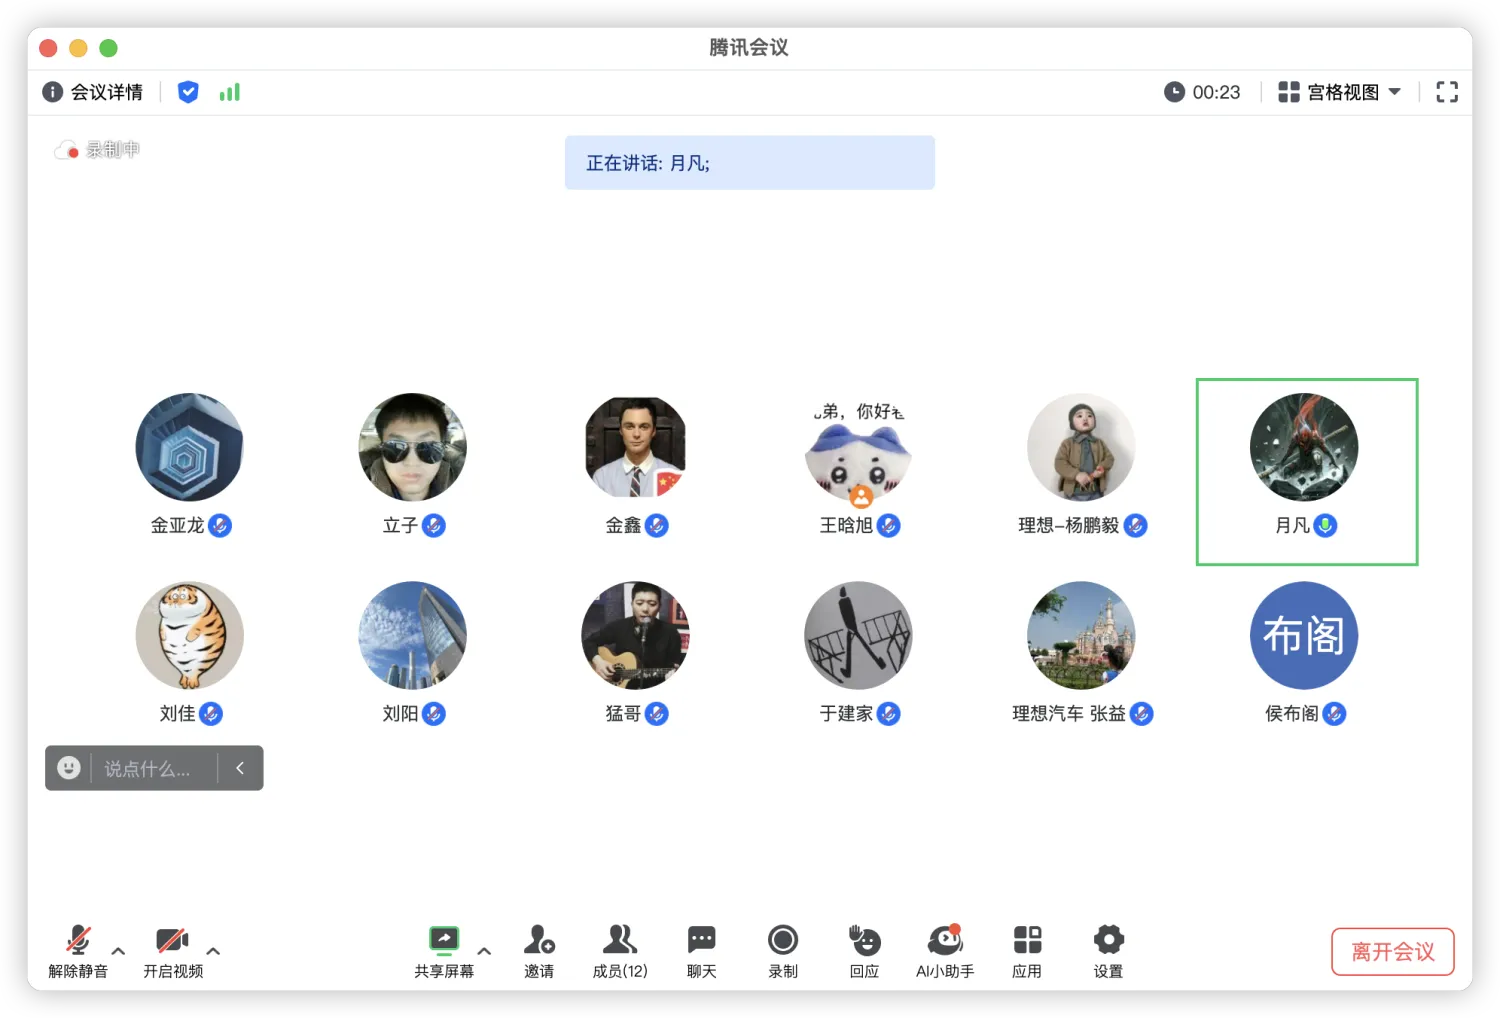 腾讯会议
会议详情
00:23
宫格视图
录制中
正在讲话: 月凡;
弟，你好
金亚龙
立子
金鑫
王晗旭
理想-杨鹏毅
月凡
布阁
刘佳
刘阳
猛哥
于建家
理想汽车 张益
侯布阁
说点什么...
解除静音
开启视频
共享屏幕
邀请
成员(12)
聊天
录制
回应
AI小助手
应用
设置
离开会议